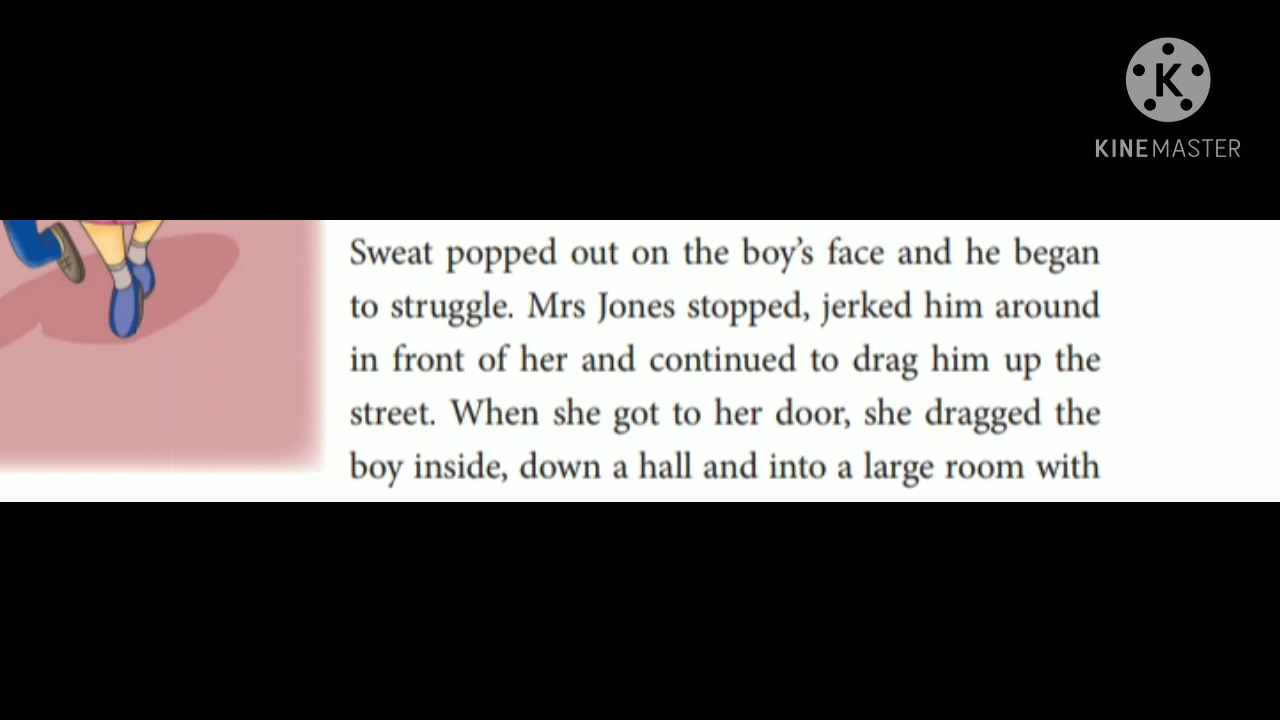 K
KINEMASTER
Sweat popped out on the boy's face and he began
to struggle. Mrs Jones stopped, jerked him around
in front of her and continued to drag him up the
street. When she got to her door, she dragged the
boy inside, down a hall and into a large room with